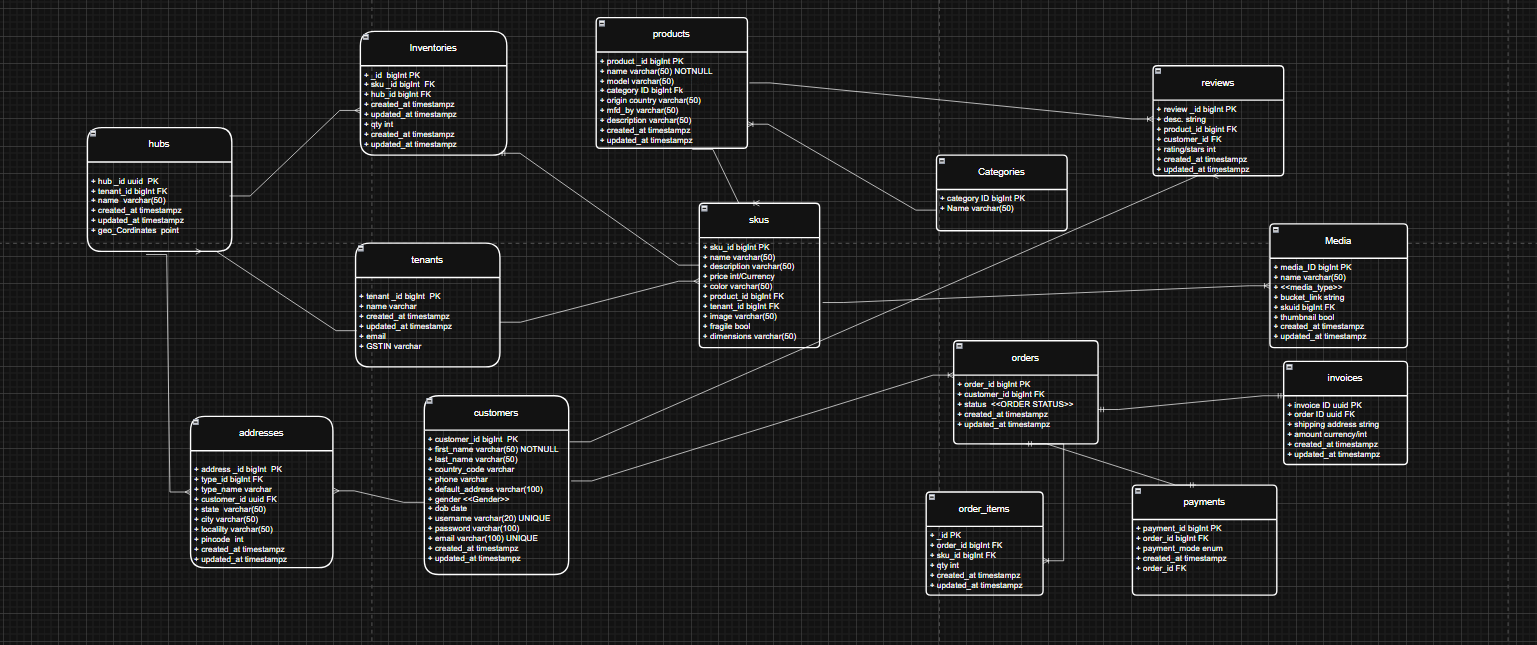 Inventories
+ _id bigInt PK
+ sku _id bigInt FK
+ hub_id bigInt FK
+ created_at timestampz
+ updated_at timestampz
+ qty int
+ created_at timestampz
+ updated_at timestampz
products
+ product _id bigInt PK
+ name varchar(50) NOTNULL
+ model varchar(50)
+ category ID bigInt Fk
+ origin country varchar(50)
+ mfd_by varchar(50)
+ description varchar(50)
+ created_at timestampz
+ updated_at timestampz
reviews
+ review _id bigInt PK
+ desc. string
+ product_id bigint FK
+ customer_id FK
+ rating/stars int
+ created_at timestampz
+ updated_at timestampz
hubs
+ hub _id uuid PK
+ tenant_id bigInt FK
+ name varchar(50)
+ created_at timestampz
+ updated_at timestampz
+ geo_Cordinates point
Categories
+ category ID bigInt PK
+ Name varchar(50)
skus
+ sku_id bigInt PK
+ name varchar(50)
+ description varchar(50)
+ price int/Currency
+ color varchar(50)
+ product_id bigInt FK
+ tenant_id bigInt FK
+ image varchar(50)
+ fragile bool
+ dimensions varchar(50)
Media
+ media_ID bigInt PK
+ name varchar(50)
+ <<media_type>>
+ bucket_link string
+ skuid bigInt FK
+ thumbnail bool
+ created_at timestampz
+ updated_at timestampz
tenants
+ tenant _id bigInt PK
+ name varchar
+ created_at timestampz
+ updated_at timestampz
+ email
+ GSTIN varchar
orders
+ order_id bigInt PK
+ customer_id bigInt FK
+ status <<ORDER STATUS>>
+ created_at timestampz
+ updated_at timestampz
invoices
+ invoice ID uuid PK
+ order ID uuid FK
+ shipping address string
+ amount currency/int
+ created_at timestampz
+ updated_at timestampz
customers
+ customer_id bigInt PK
+ first_name varchar(50) NOTNULL
+ last_name varchar(50)
+ country_code varchar
+ phone varchar
+ default_address varchar(100)
+ gender <<Gender>>
+ dob date
+ username varchar(20) UNIQUE
+ password varchar(100)
+ email varchar(100) UNIQUE
+ created_at timestampz
+ updated_at timestampz
addresses
+ address _id bigInt PK
+ type_id bigInt FK
+ type_name varchar
+ customer_id uuid FK
+ state varchar(50)
+ city varchar(50)
+ localilty varchar(50)
+ pincode int
+ created_at timestampz
+ updated_at timestampz
order_items
+ _id PK
+ order_id bigInt FK
+ sku_id bigInt FK
+ qty int
+ created_at timestampz
+ updated_at timestampz
payments
+ payment_id bigInt PK
+ order_id bigInt FK
+ payment_mode enum
+ created_at timestampz
+ order_id FK